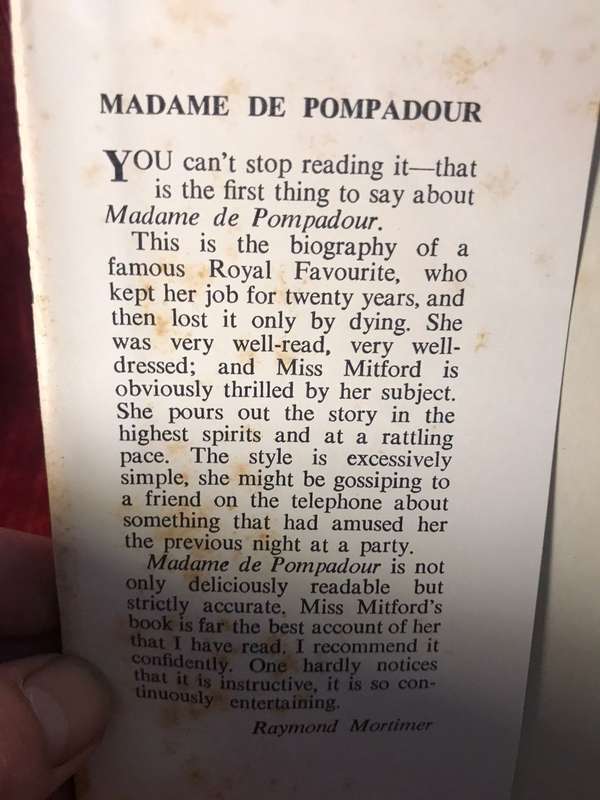 MADAME DE POMPADOUR
YOU can't stop reading it—that
is the first thing to say about
Madame de Pompadour.
This is the biography of a
famous Royal Favourite, who
kept her job for twenty years, and
then lost it only by dying. She
was very well-read, very well-
dressed; and Miss Mitford is
obviously thrilled by her subject.
She pours out the story in the
highest spirits and at a rattling
pace. The style is excessively
simple, she might be gossiping to
a friend on the telephone about
something that had amused her
the previous night at a party.
Madame de Pompadour is not
only deliciously readable but
strictly accurate. Miss Mitford's
book is far the best account of her
that I have read. I recommend it
confidently. One hardly notices
that it is instructive, it is so con-
tinuously entertaining.
Raymond Mortimer